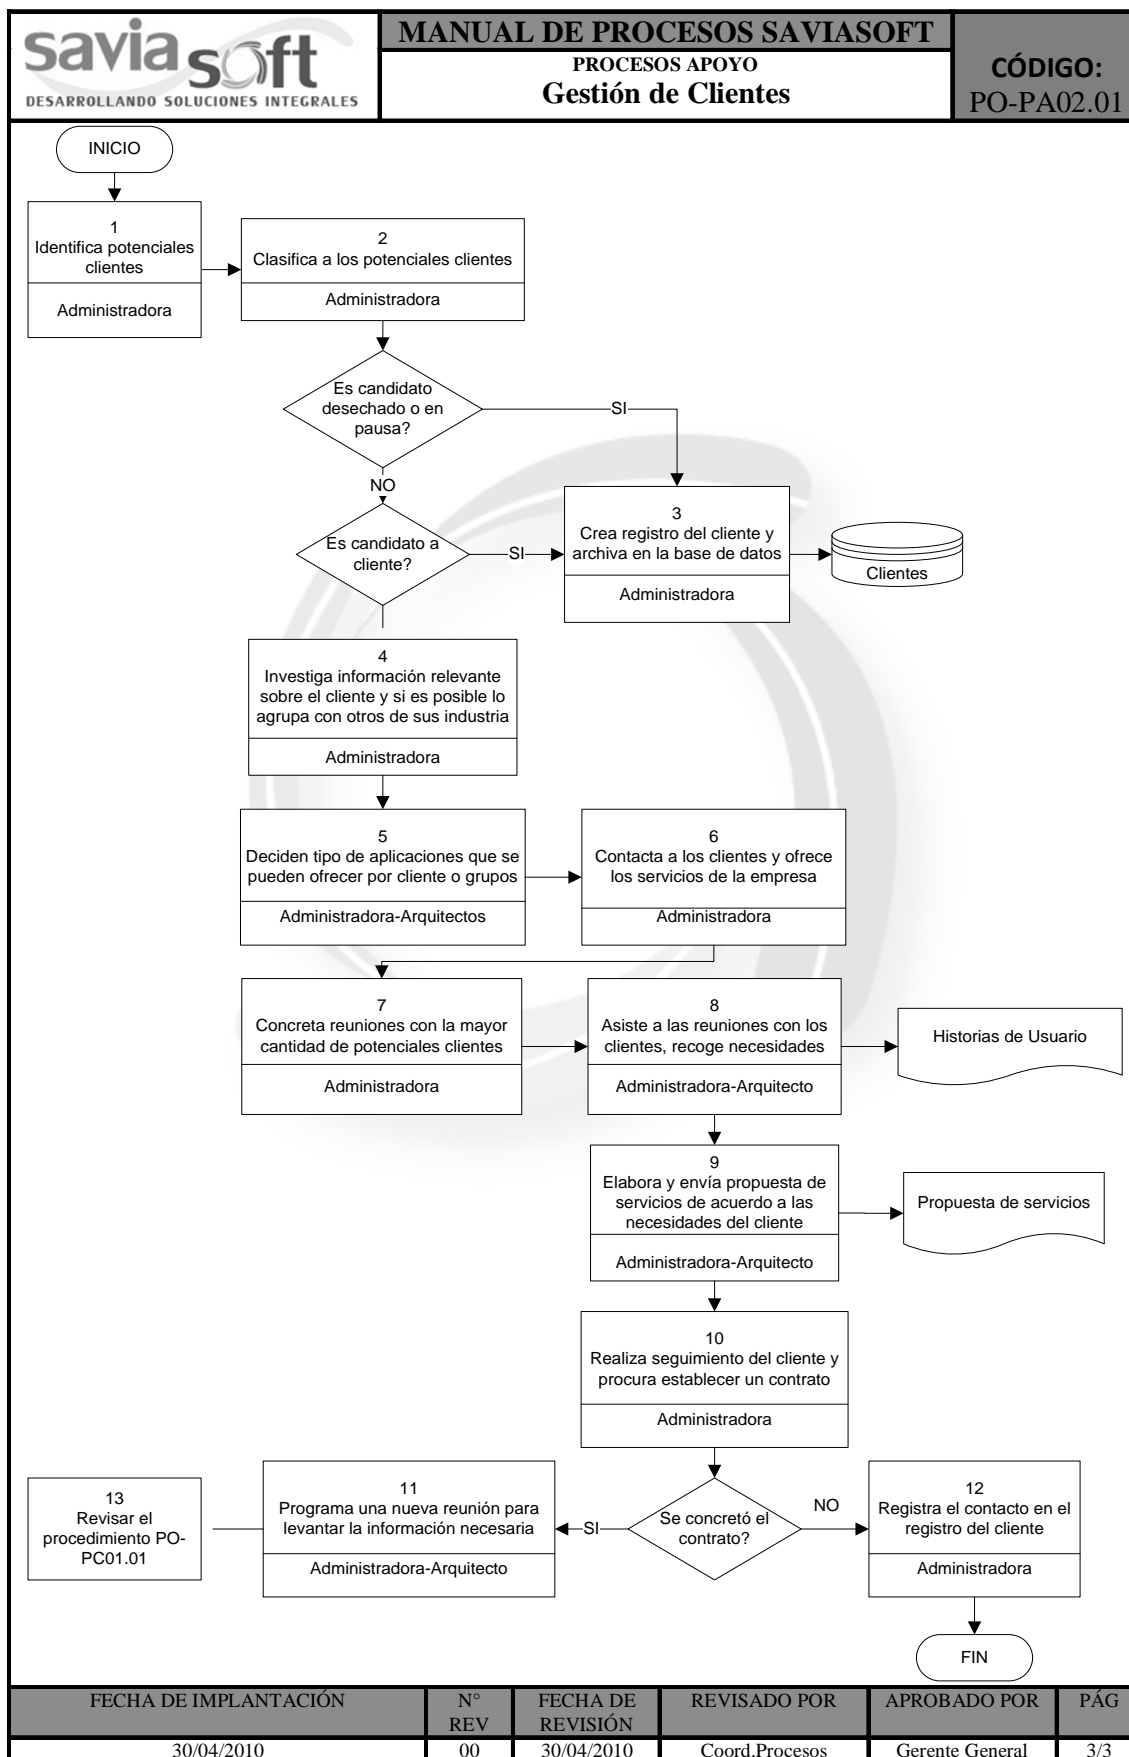 savia soft
DESARROLLANDO SOLUCIONES INTEGRALES
MANUAL DE PROCESOS SAVIASOFT
PROCESOS APOYO
Gestión de Clientes
CÓDIGO:
PO-PA02.01
INICIO
1
Identifica potenciales
clientes
Administradora
2
Clasifica a los potenciales clientes
Administradora
Es candidato
desechado o en
pausa?
SI
NO
Es candidato a
cliente?
SI
3
Crea registro del cliente y
archiva en la base de datos
Administradora
Clientes
4
Investiga información relevante
sobre el cliente y si es posible lo
agrupa con otros de sus industria
Administradora
5
Deciden tipo de aplicaciones que se
pueden ofrecer por cliente o grupos
Administradora-Arquitectos
6
Contacta a los clientes y ofrece
los servicios de la empresa
Administradora
7
Concreta reuniones con la mayor
cantidad de potenciales clientes
Administradora
8
Asiste a las reuniones con los
clientes, recoge necesidades
Administradora-Arquitecto
Historias de Usuario
9
Elabora y envía propuesta de
servicios de acuerdo a las
necesidades del cliente
Administradora-Arquitecto
Propuesta de servicios
10
Realiza seguimiento del cliente y
procura establecer un contrato
Administradora
Se concretó el
contrato?
SI
NO
11
Programa una nueva reunión para
levantar la información necesaria
Administradora-Arquitecto
13
Revisar el
procedimiento PO-
PC01.01
12
Registra el contacto en el
registro del cliente
Administradora
FIN
FECHA DE IMPLANTACIÓN
N°
REV
FECHA DE
REVISIÓN
REVISADO POR
APROBADO POR
PÁG
30/04/2010
00
30/04/2010
Coord.Procesos
Gerente General
3/3